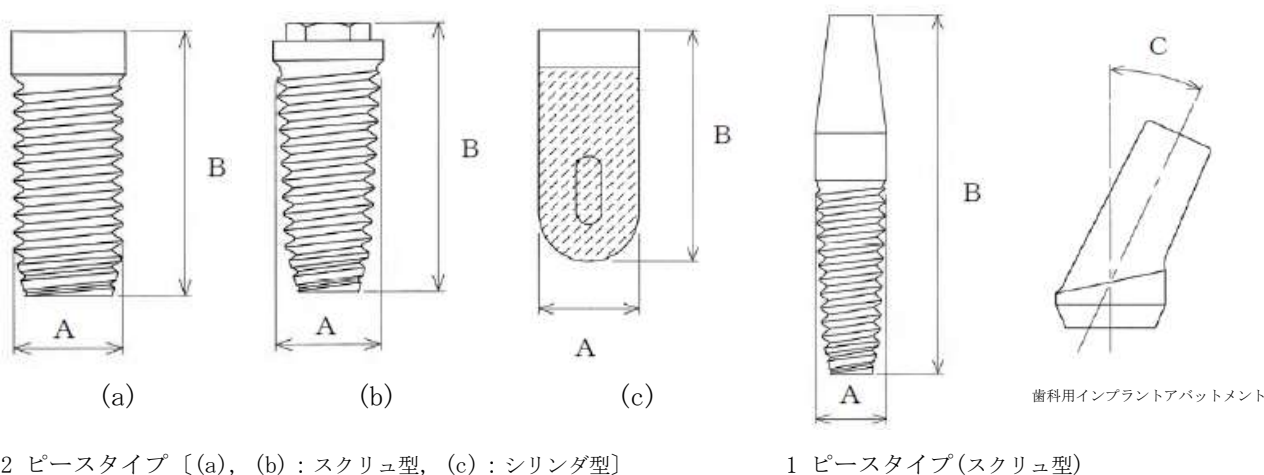 C
B
B
B
B
A
A
A
A
(a)
(b)
(c)
歯科用インプラントアバットメント
2 ピースタイプ〔(a), (b)：スクリュ型, (c)：シリンダ型〕
1 ピースタイプ(スクリュ型)